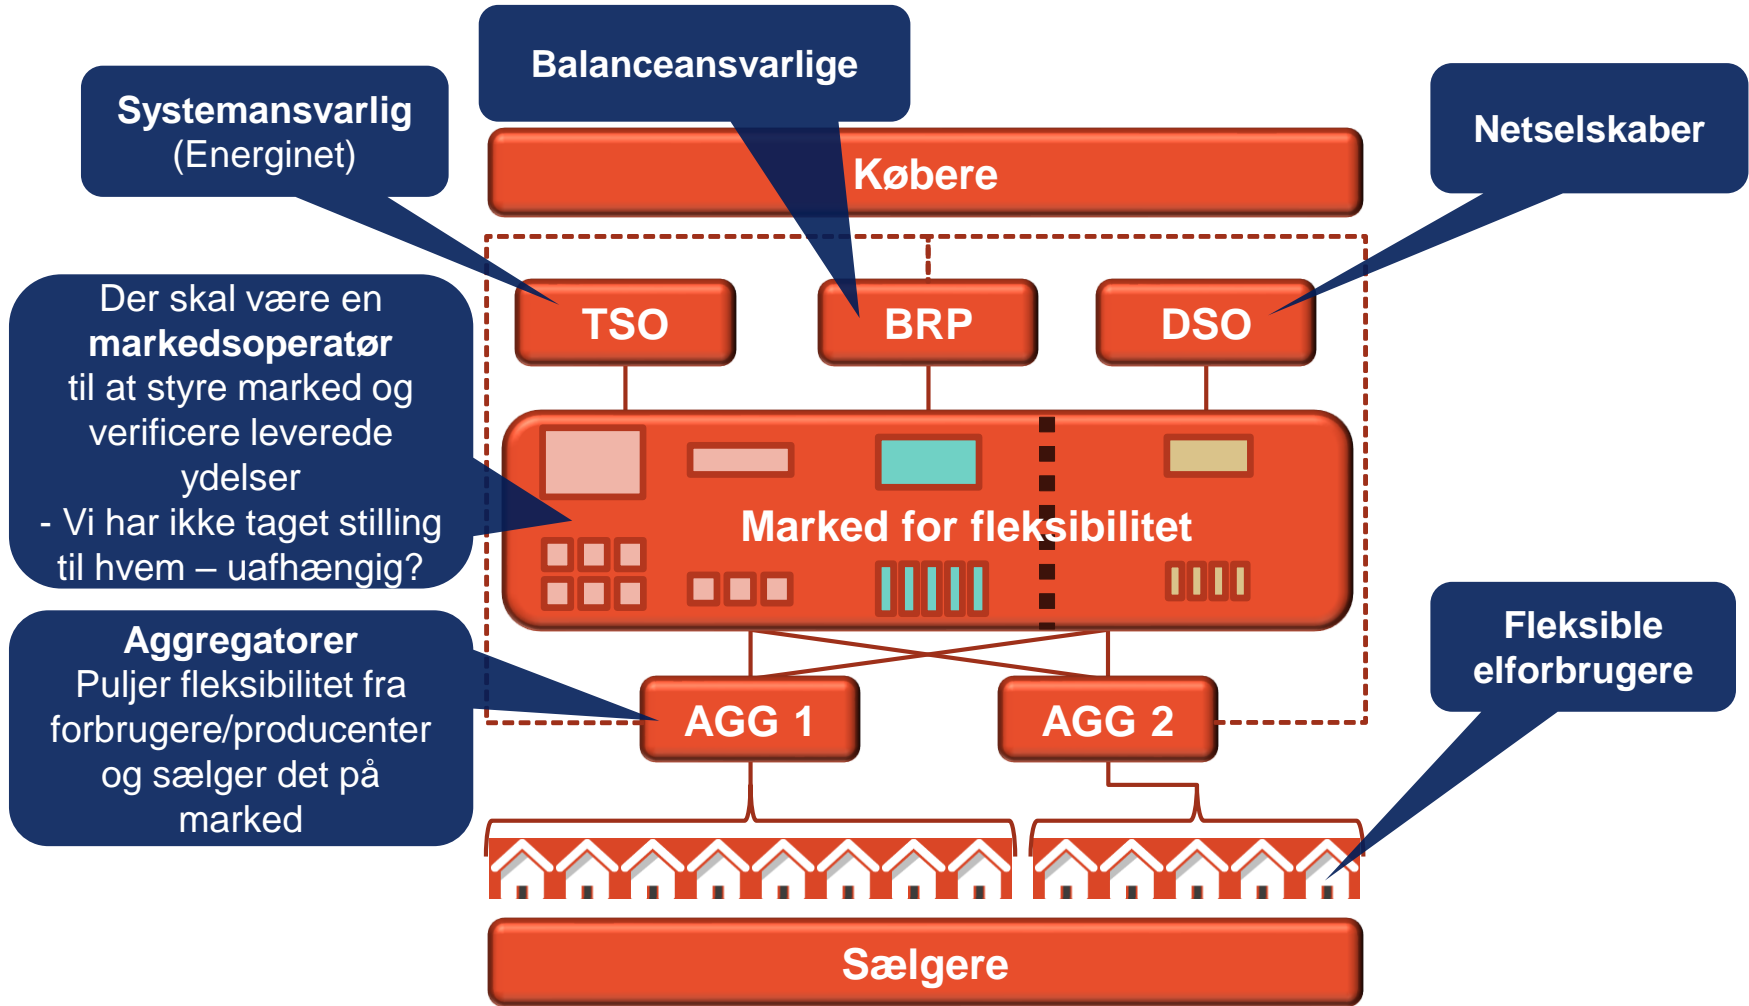 Balanceansvarlige
Systemansvarlig
(Energinet)
Netselskaber
Købere
TSO
BRP
DSO
Der skal være en
markedsoperatør
til at styre marked og
verificere leverede
ydelser
- Vi har ikke taget stilling
til hvem – uafhængig?
Marked for fleksibilitet
Aggregatorer
Puljer fleksibilitet fra
forbrugere/producenter
og sælger det på
marked
AGG 1
AGG 2
Fleksible
elforbrugere
Sælgere